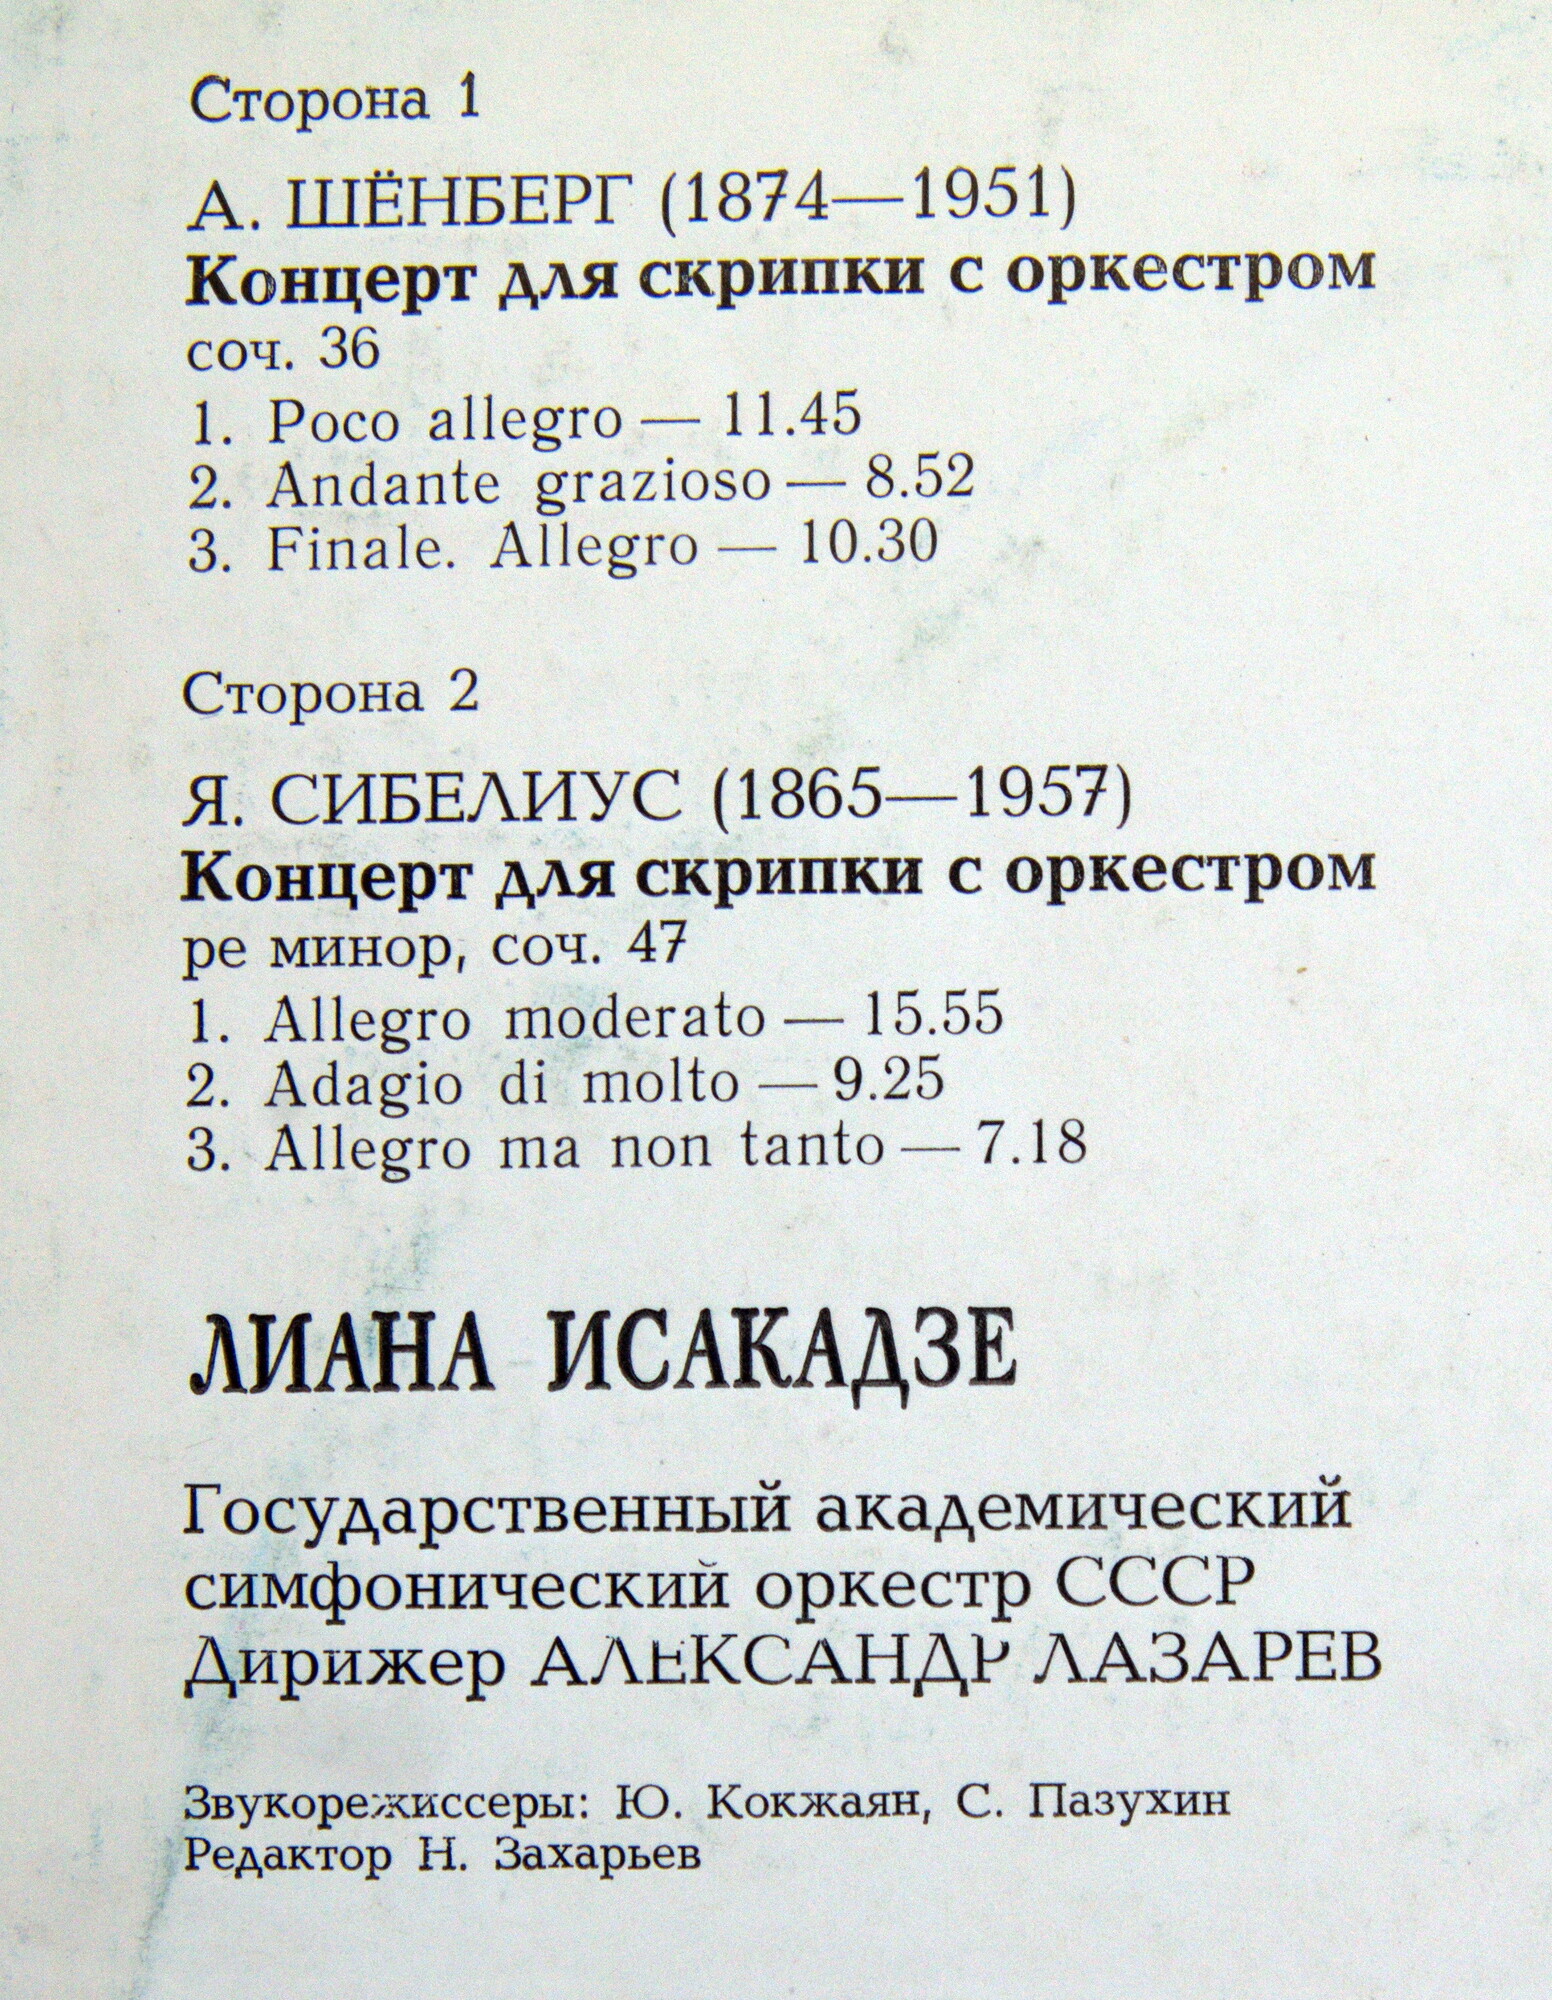 Сторона 1
А. ШЁНБЕРГ (1874—1951)
Концерт для скрипки с оркестром
соч. 36
1. Poco allegro — 11.45
2. Andante grazioso — 8.52
3. Finale. Allegro — 10.30
Сторона 2
Я. СИБЕЛИУС (1865—1957)
Концерт для скрипки с оркестром
ре минор, соч. 47
1. Allegro moderato — 15.55
2. Adagio di molto — 9.25
3. Allegro ma non tanto — 7.18
ЛИАНА ИСАКАДЗЕ
Государственный академический
симфонический оркестр СССР
Дирижер АЛЕКСАНДР ЛАЗАРЕВ
Звукорежиссеры: Ю. Кокжаян, С. Пазухин
Редактор Н. Захарьев